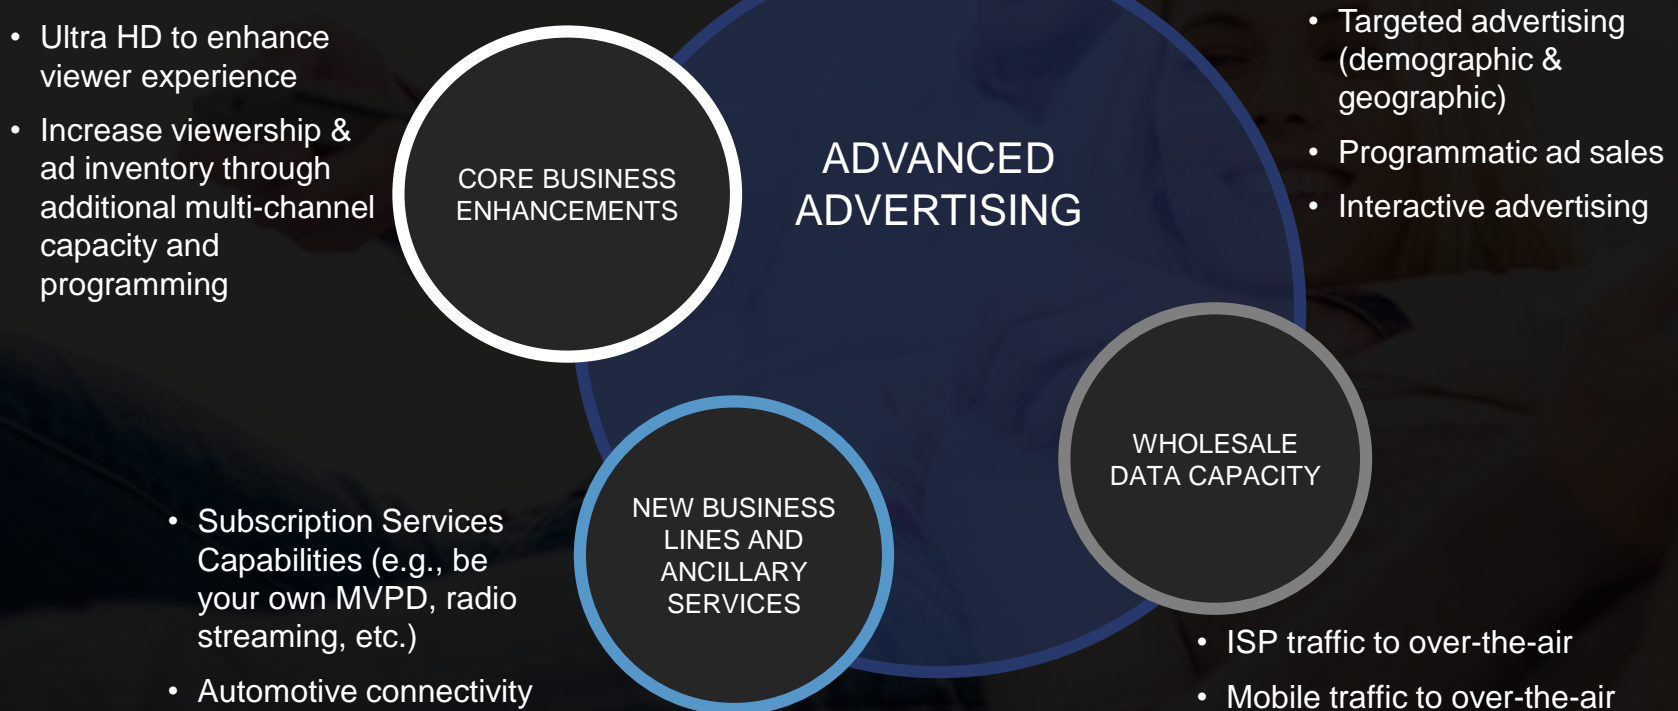 • Ultra HD to enhance
viewer experience
• Increase viewership &
ad inventory through
additional multi-channel
capacity and
programming
CORE BUSINESS
ENHANCEMENTS
ADVANCED
ADVERTISING
• Targeted advertising
(demographic &
geographic)
• Programmatic ad sales
• Interactive advertising
• Subscription Services
Capabilities (e.g., be
your own MVPD, radio
streaming, etc.)
• Automotive connectivity
NEW BUSINESS
LINES AND
ANCILLARY
SERVICES
WHOLESALE
DATA CAPACITY
• ISP traffic to over-the-air
• Mobile traffic to over-the-air